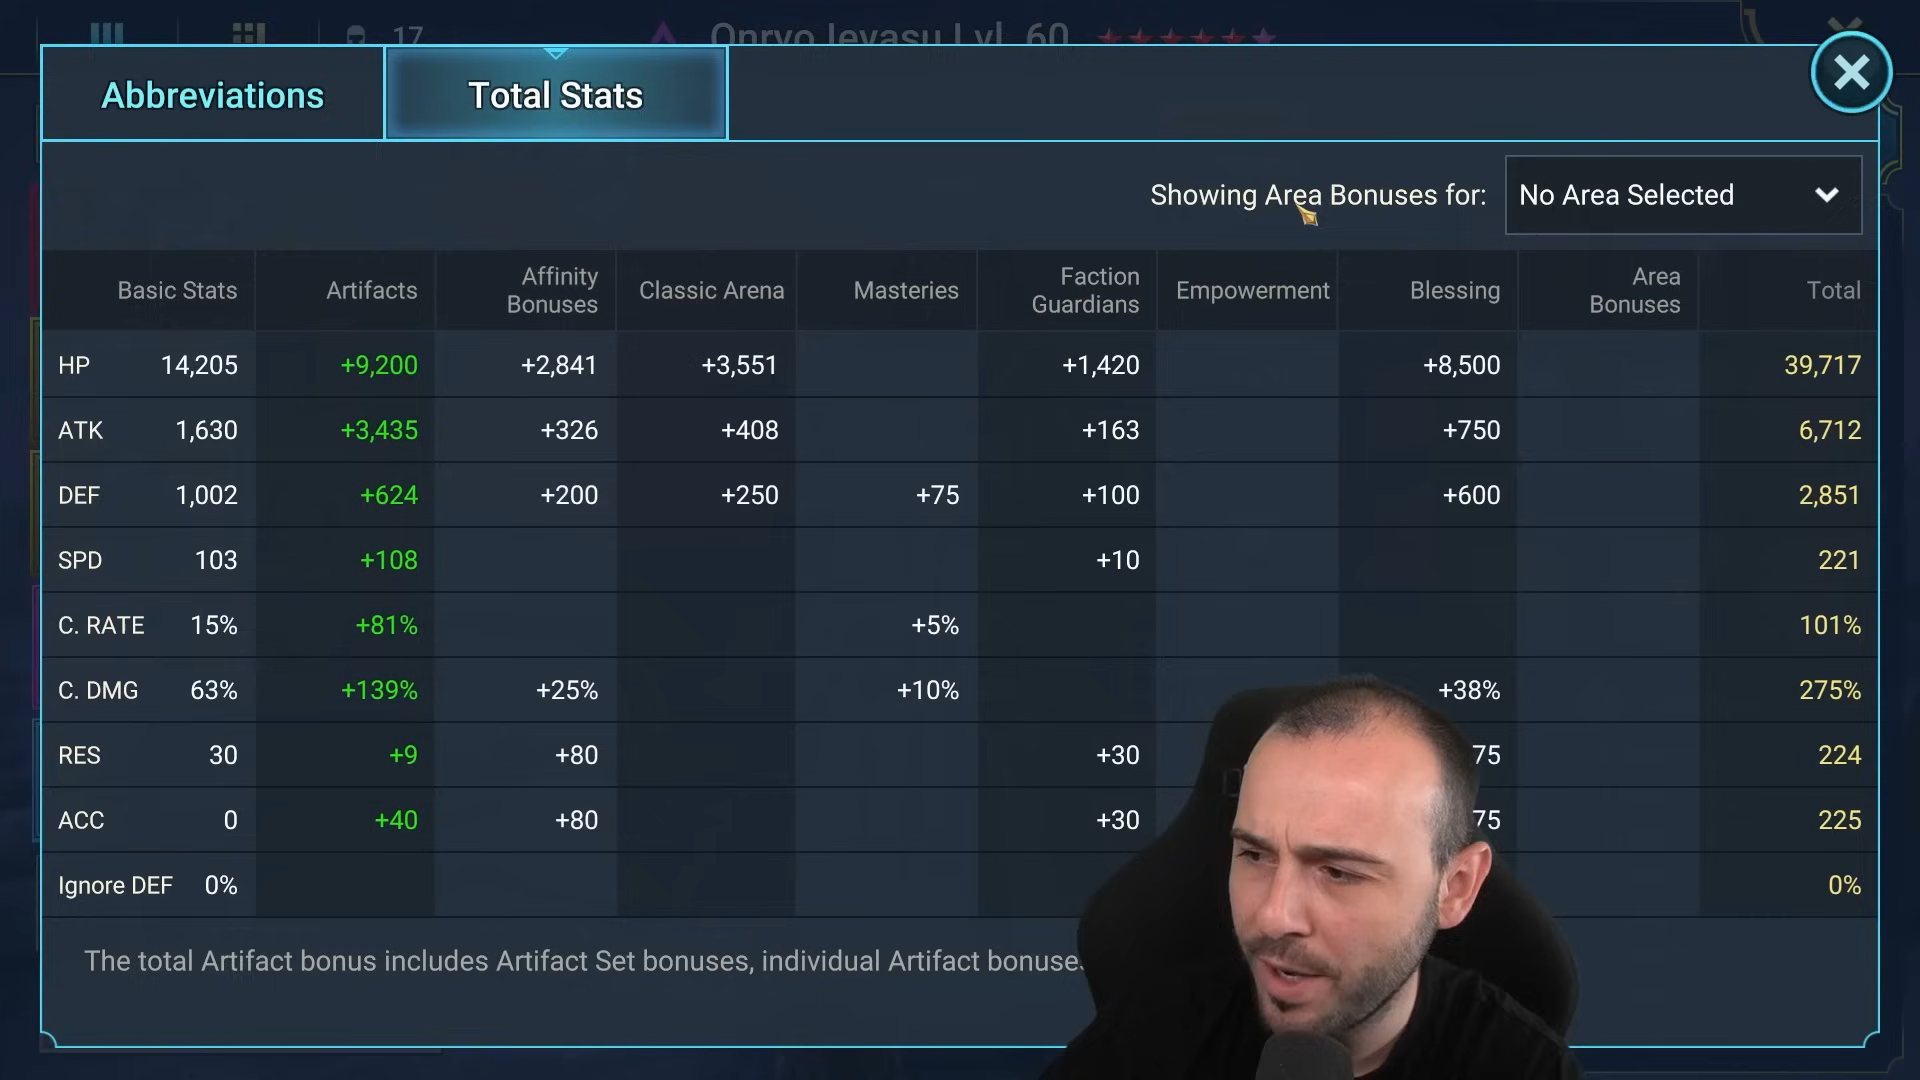 17
Onryo Ieyasu Lvl 60
Abbreviations
Total Stats
Showing Area Bonuses for:
No Area Selected
Basic Stats
Artifacts
Affinity Bonuses
Classic Arena
Masteries
Faction Guardians
Empowerment
Blessing
Area Bonuses
Total
HP 14,205 +9,200 +2,841 +3,551 +1,420 +8,500 39,717
ATK 1,630 +3,435 +326 +408 +163 +750 6,712
DEF 1,002 +624 +200 +250 +75 +100 +600 2,851
SPD 103 +108 +10 221
C. RATE 15% +81% +5% 101%
C. DMG 63% +139% +25% +10% +38% 275%
RES 30 +9 +80 +30 75 224
ACC 0 +40 +80 +30 75 225
Ignore DEF 0% 0%
The total Artifact bonus includes Artifact Set bonuses, individual Artifact bonuses